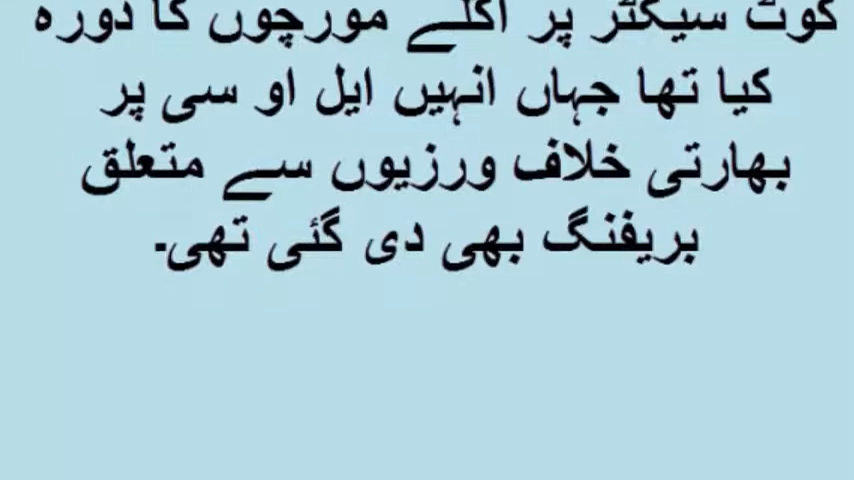 کوٹ سیکٹر پر اگلے مورچوں کا دورہ
کیا تھا جہاں انہیں ایل او سی پر
بھارتی خلاف ورزیوں سے متعلق
بریفنگ بھی دی گئی تھی۔